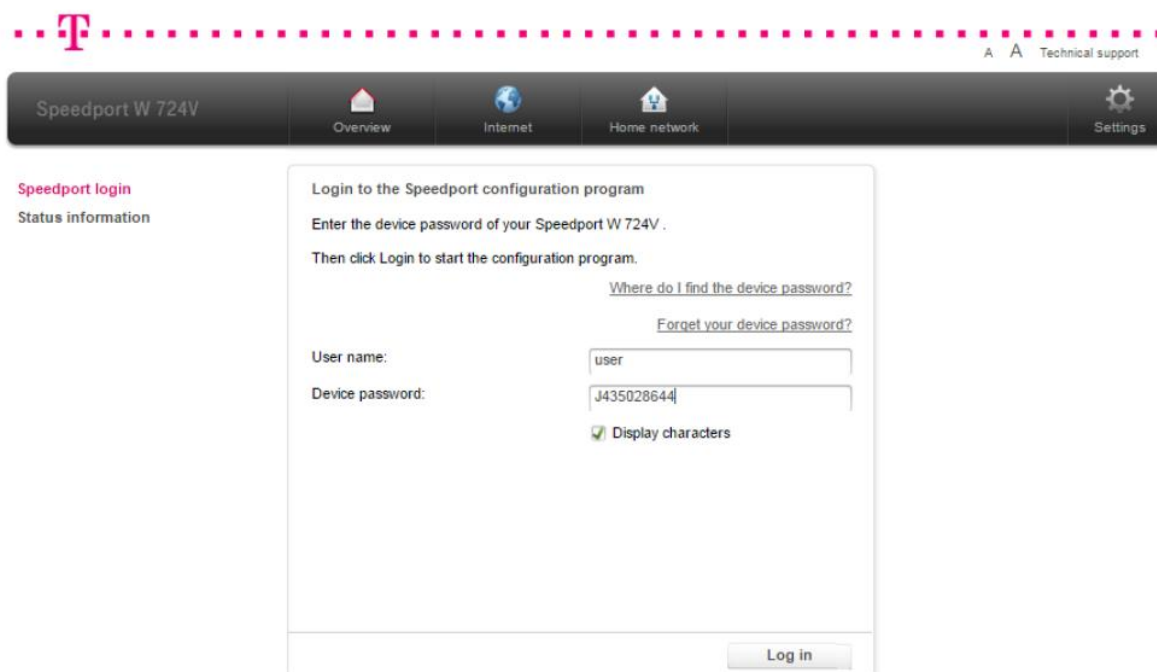 T
A A Technical support
Speedport W 724V
Overview Internet Home network Settings
Speedport login
Status information
Login to the Speedport configuration program
Enter the device password of your Speedport W 724V .
Then click Login to start the configuration program.
Where do I find the device password?
Forget your device password?
User name: user
Device password: J435028644
Display characters
Log in